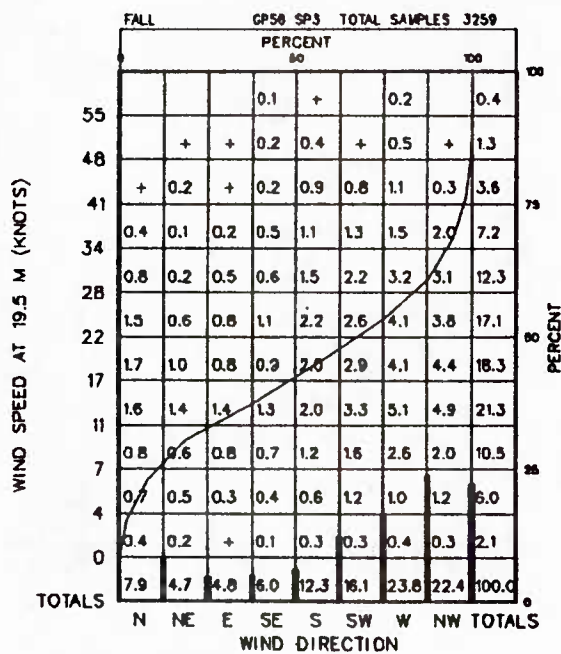 FALL GPS6 SP3 TOTAL SAMPLES 3259
PERCENT
0 50 100
100
0.1 + 0.2 0.4
55
+ + 0.2 0.4 + 0.5 + 1.3
48
+ 0.2 + 0.2 0.9 0.8 1.1 0.3 3.6
41
75
0.4 0.1 0.2 0.5 1.1 1.3 1.5 2.0 7.2
34
0.8 0.2 0.5 0.6 1.5 2.2 3.2 3.1 12.3
28
1.5 0.6 0.8 1.1 2.2 2.6 4.1 3.8 17.1
22
50
1.7 1.0 0.8 0.9 2.0 2.9 4.1 4.4 18.3
17
1.6 1.4 1.4 1.3 2.0 3.3 5.1 4.9 21.3
11
0.8 0.6 0.8 0.7 1.2 1.6 2.6 2.0 10.5
7
25
0.7 0.5 0.3 0.4 0.6 1.2 1.0 1.2 6.0
4
0.4 0.2 + 0.1 0.3 0.3 0.4 0.3 2.1
0
7.9 4.7 4.8 6.0 12.3 16.1 23.8 22.4 100.0
TOTALS 0
N NE E SE S SW W NW TOTALS
WIND DIRECTION
WIND SPEED AT 19.5 M (KNOTS)
PERCENT